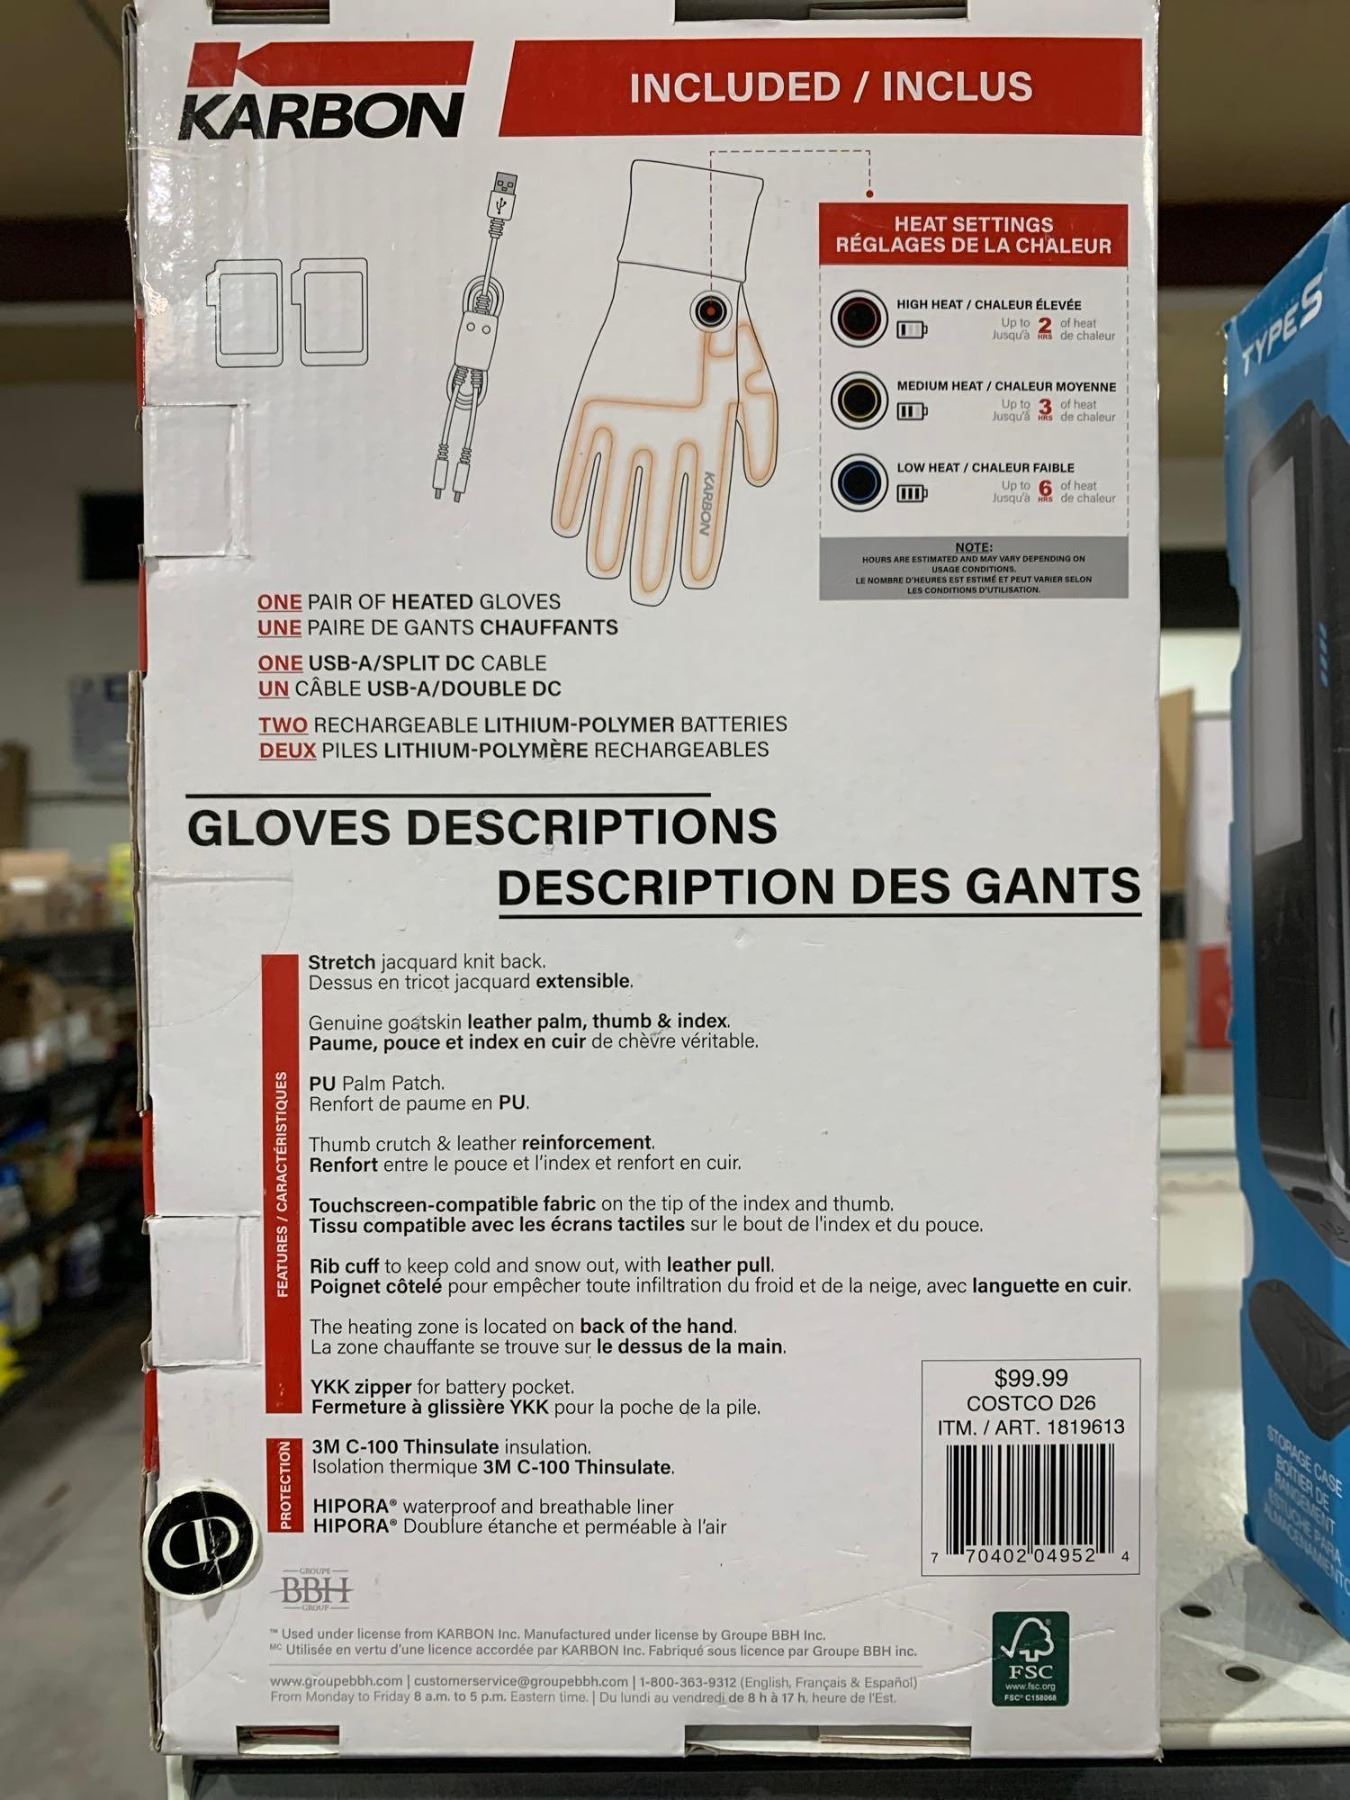 KARBON
INCLUDED / INCLUS
HEAT SETTINGS
RÉGLAGES DE LA CHALEUR
HIGH HEAT / CHALEUR ÉLEVÉE
Up to 2 of heat
Jusqu'à HRS de chaleur
MEDIUM HEAT / CHALEUR MOYENNE
Up to 3 of heat
Jusqu'à HRS de chaleur
LOW HEAT / CHALEUR FAIBLE
Up to 6 of heat
Jusqu'à HRS de chaleur
NOTE:
HOURS ARE ESTIMATED AND MAY VARY DEPENDING ON
USAGE CONDITIONS.
LE NOMBRE D'HEURES EST ESTIMÉ ET PEUT VARIER SELON
LES CONDITIONS D'UTILISATION.
KARBON
ONE PAIR OF HEATED GLOVES
UNE PAIRE DE GANTS CHAUFFANTS
ONE USB-A/SPLIT DC CABLE
UN CÂBLE USB-A/DOUBLE DC
TWO RECHARGEABLE LITHIUM-POLYMER BATTERIES
DEUX PILES LITHIUM-POLYMÈRE RECHARGEABLES
GLOVES DESCRIPTIONS
DESCRIPTION DES GANTS
FEATURES / CARACTÉRISTIQUES
Stretch jacquard knit back.
Dessus en tricot jacquard extensible.
Genuine goatskin leather palm, thumb & index.
Paume, pouce et index en cuir de chèvre véritable.
PU Palm Patch.
Renfort de paume en PU.
Thumb crutch & leather reinforcement.
Renfort entre le pouce et l'index et renfort en cuir.
Touchscreen-compatible fabric on the tip of the index and thumb.
Tissu compatible avec les écrans tactiles sur le bout de l'index et du pouce.
Rib cuff to keep cold and snow out, with leather pull.
Poignet côtelé pour empêcher toute infiltration du froid et de la neige, avec languette en cuir.
The heating zone is located on back of the hand.
La zone chauffante se trouve sur le dessus de la main.
YKK zipper for battery pocket.
Fermeture à glissière YKK pour la poche de la pile.
PROTECTION
3M C-100 Thinsulate insulation.
Isolation thermique 3M C-100 Thinsulate.
HIPORA® waterproof and breathable liner
HIPORA® Doublure étanche et perméable à l'air
$99.99
COSTCO D26
ITM. / ART. 1819613
7 70402 04952 4
GROUPE
BBH
GROUP
™ Used under license from KARBON Inc. Manufactured under license by Groupe BBH Inc.
MC Utilisée en vertu d'une licence accordée par KARBON Inc. Fabriqué sous licence par Groupe BBH inc.
www.groupebbh.com | customerservice@groupebbh.com | 1-800-363-9312 (English, Français & Español)
From Monday to Friday 8 a.m. to 5 p.m. Eastern time. | Du lundi au vendredi de 8 h à 17 h, heure de l'Est.
FSC
www.fsc.org
FSC® C158068
TYPE S
STORAGE CASE
BOÎTIER DE
RANGEMENT
ESTUCHE PARA
ALMACENAMIENTO